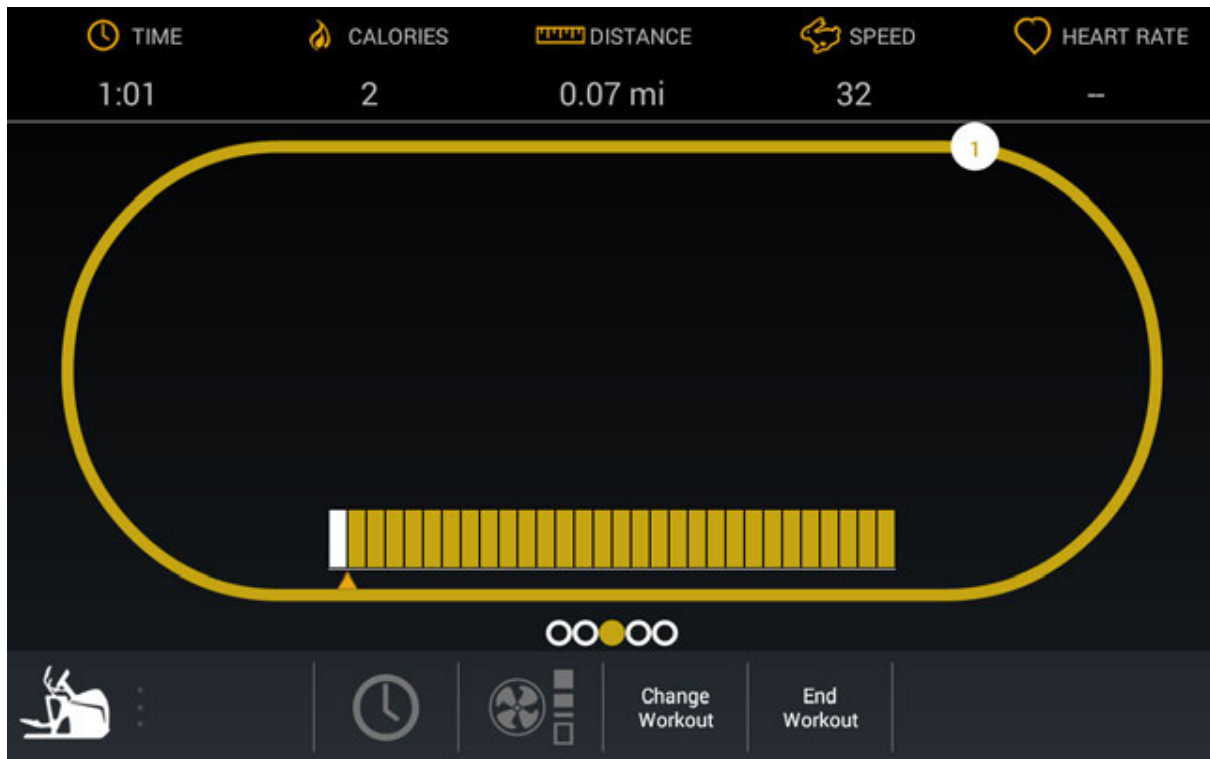 TIME CALORIES DISTANCE SPEED HEART RATE
1:01 2 0.07 mi 32 --
1
Change End
Workout Workout